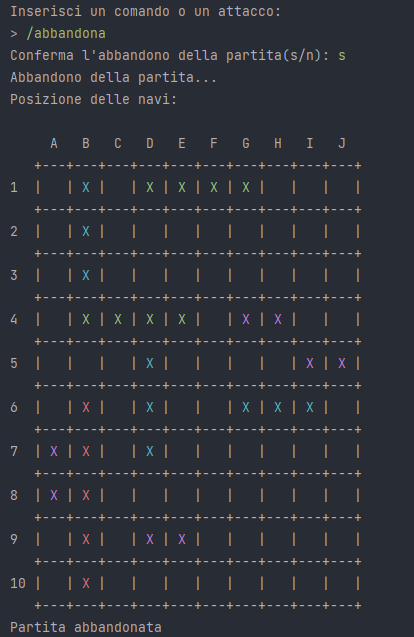 Inserisci un comando o un attacco:
> /abbandona
Conferma l'abbandono della partita(s/n): s
Abbandono della partita...
Posizione delle navi:
     A   B   C   D   E   F   G   H   I   J
   +---+---+---+---+---+---+---+---+---+---+
1  |   | X |   | X | X | X | X |   |   |   |
   +---+---+---+---+---+---+---+---+---+---+
2  |   | X |   |   |   |   |   |   |   |   |
   +---+---+---+---+---+---+---+---+---+---+
3  |   | X |   |   |   |   |   |   |   |   |
   +---+---+---+---+---+---+---+---+---+---+
4  |   | X | X | X | X |   | X | X |   |   |
   +---+---+---+---+---+---+---+---+---+---+
5  |   |   |   | X |   |   |   |   | X | X |
   +---+---+---+---+---+---+---+---+---+---+
6  |   | X |   | X |   |   | X | X | X |   |
   +---+---+---+---+---+---+---+---+---+---+
7  | X | X |   | X |   |   |   |   |   |   |
   +---+---+---+---+---+---+---+---+---+---+
8  | X | X |   |   |   |   |   |   |   |   |
   +---+---+---+---+---+---+---+---+---+---+
9  |   | X |   | X | X |   |   |   |   |   |
   +---+---+---+---+---+---+---+---+---+---+
10 |   | X |   |   |   |   |   |   |   |   |
   +---+---+---+---+---+---+---+---+---+---+
Partita abbandonata